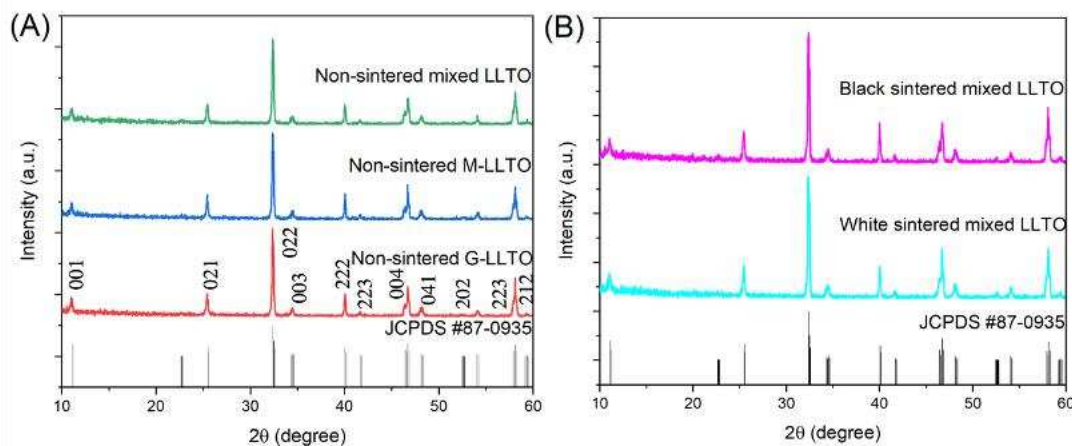 (A)
Intensity (a.u.)
Non-sintered mixed LLTO
Non-sintered M-LLTO
Non-sintered G-LLTO
001
021
022
003
222
223
004
041
202
223
212
JCPDS #87-0935
10 20 30 40 50 60
2θ (degree)
(B)
Intensity (a.u.)
Black sintered mixed LLTO
White sintered mixed LLTO
JCPDS #87-0935
10 20 30 40 50 60
2θ (degree)